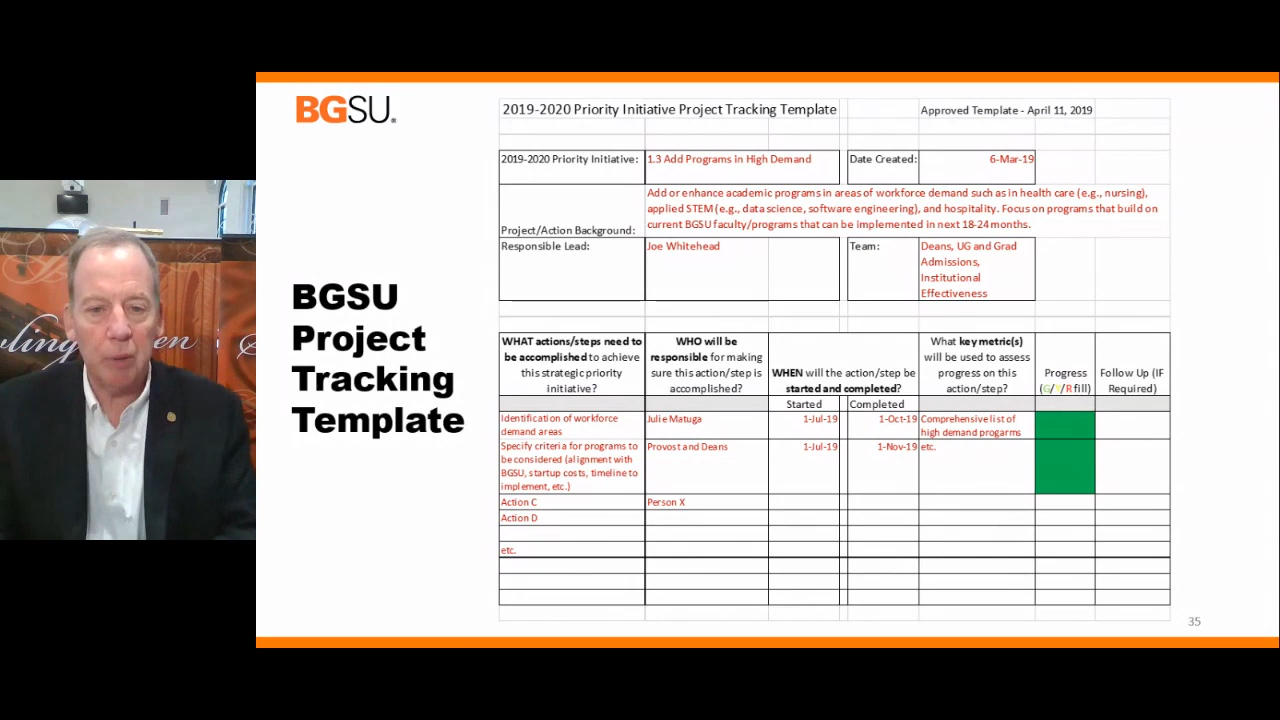 BGSU®
BGSU
Project
Tracking
Template
2019-2020 Priority Initiative Project Tracking Template
Approved Template - April 11, 2019
2019-2020 Priority Initiative:
1.3 Add Programs in High Demand
Date Created:
6-Mar-19
Project/Action Background:
Add or enhance academic programs in areas of workforce demand such as in health care (e.g., nursing),
applied STEM (e.g., data science, software engineering), and hospitality. Focus on programs that build on
current BGSU faculty/programs that can be implemented in next 18-24 months.
Responsible Lead:
Joe Whitehead
Team:
Deans, UG and Grad
Admissions,
Institutional
Effectiveness
WHAT actions/steps need to
be accomplished to achieve
this strategic priority
initiative?
WHO will be
responsible for making
sure this action/step is
accomplished?
WHEN will the action/step be
started and completed?
What key metric(s)
will be used to assess
progress on this
action/step?
Progress
(G/Y/R fill)
Follow Up (IF
Required)
Started
Completed
Identification of workforce
demand areas
Julie Matuga
1-Jul-19
1-Oct-19
Comprehensive list of
high demand progarms
Specify criteria for programs to
be considered (alignment with
BGSU, startup costs, timeline to
implement, etc.)
Provost and Deans
1-Jul-19
1-Nov-19
etc.
Action C
Person X
Action D
etc.
35